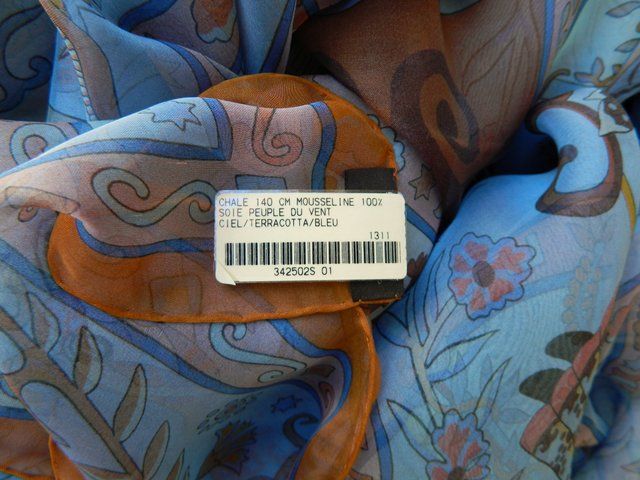 CHALE 140 CM MOUSSELINE 100%
SOIE PEUPLE DU VENT
CIEL/TERRACOTTA/BLEU
1311
342502S 01